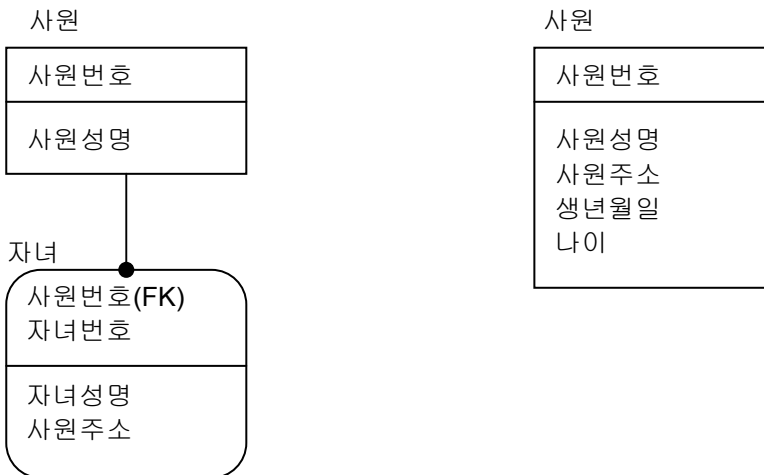 사원
사원번호
사원성명
자녀
사원번호(FK)
자녀번호
자녀성명
사원주소
사원
사원번호
사원성명
사원주소
생년월일
나이